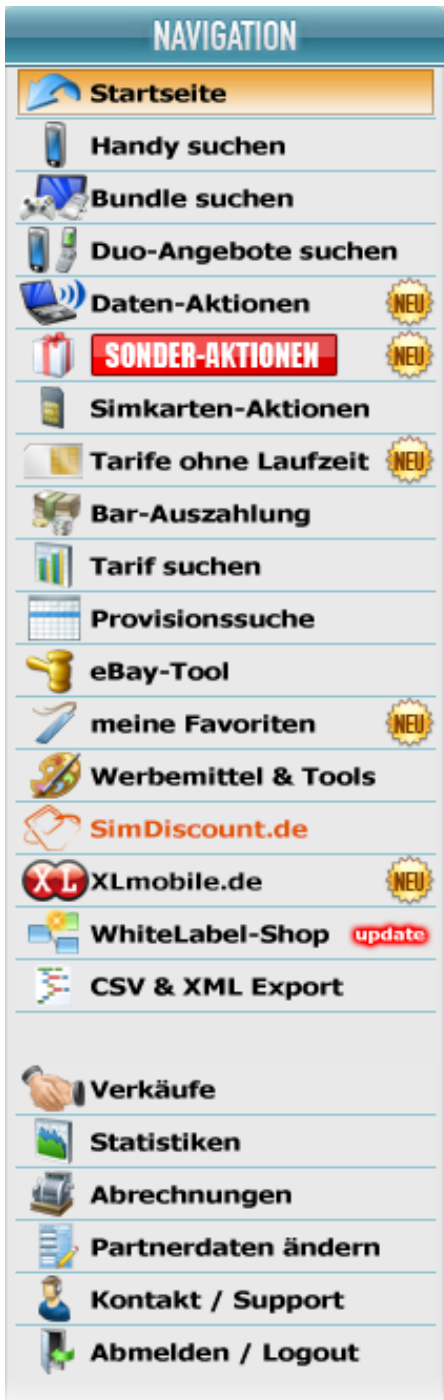 NAVIGATION
Startseite
Handy suchen
Bundle suchen
Duo-Angebote suchen
Daten-Aktionen NEU
SONDER-AKTIONEN NEU
Simkarten-Aktionen
Tarife ohne Laufzeit NEU
Bar-Auszahlung
Tarif suchen
Provisionssuche
eBay-Tool
meine Favoriten NEU
Werbemittel & Tools
SimDiscount.de
XL XLmobile.de NEU
WhiteLabel-Shop update
CSV & XML Export
Verkäufe
Statistiken
Abrechnungen
Partnerdaten ändern
Kontakt / Support
Abmelden / Logout